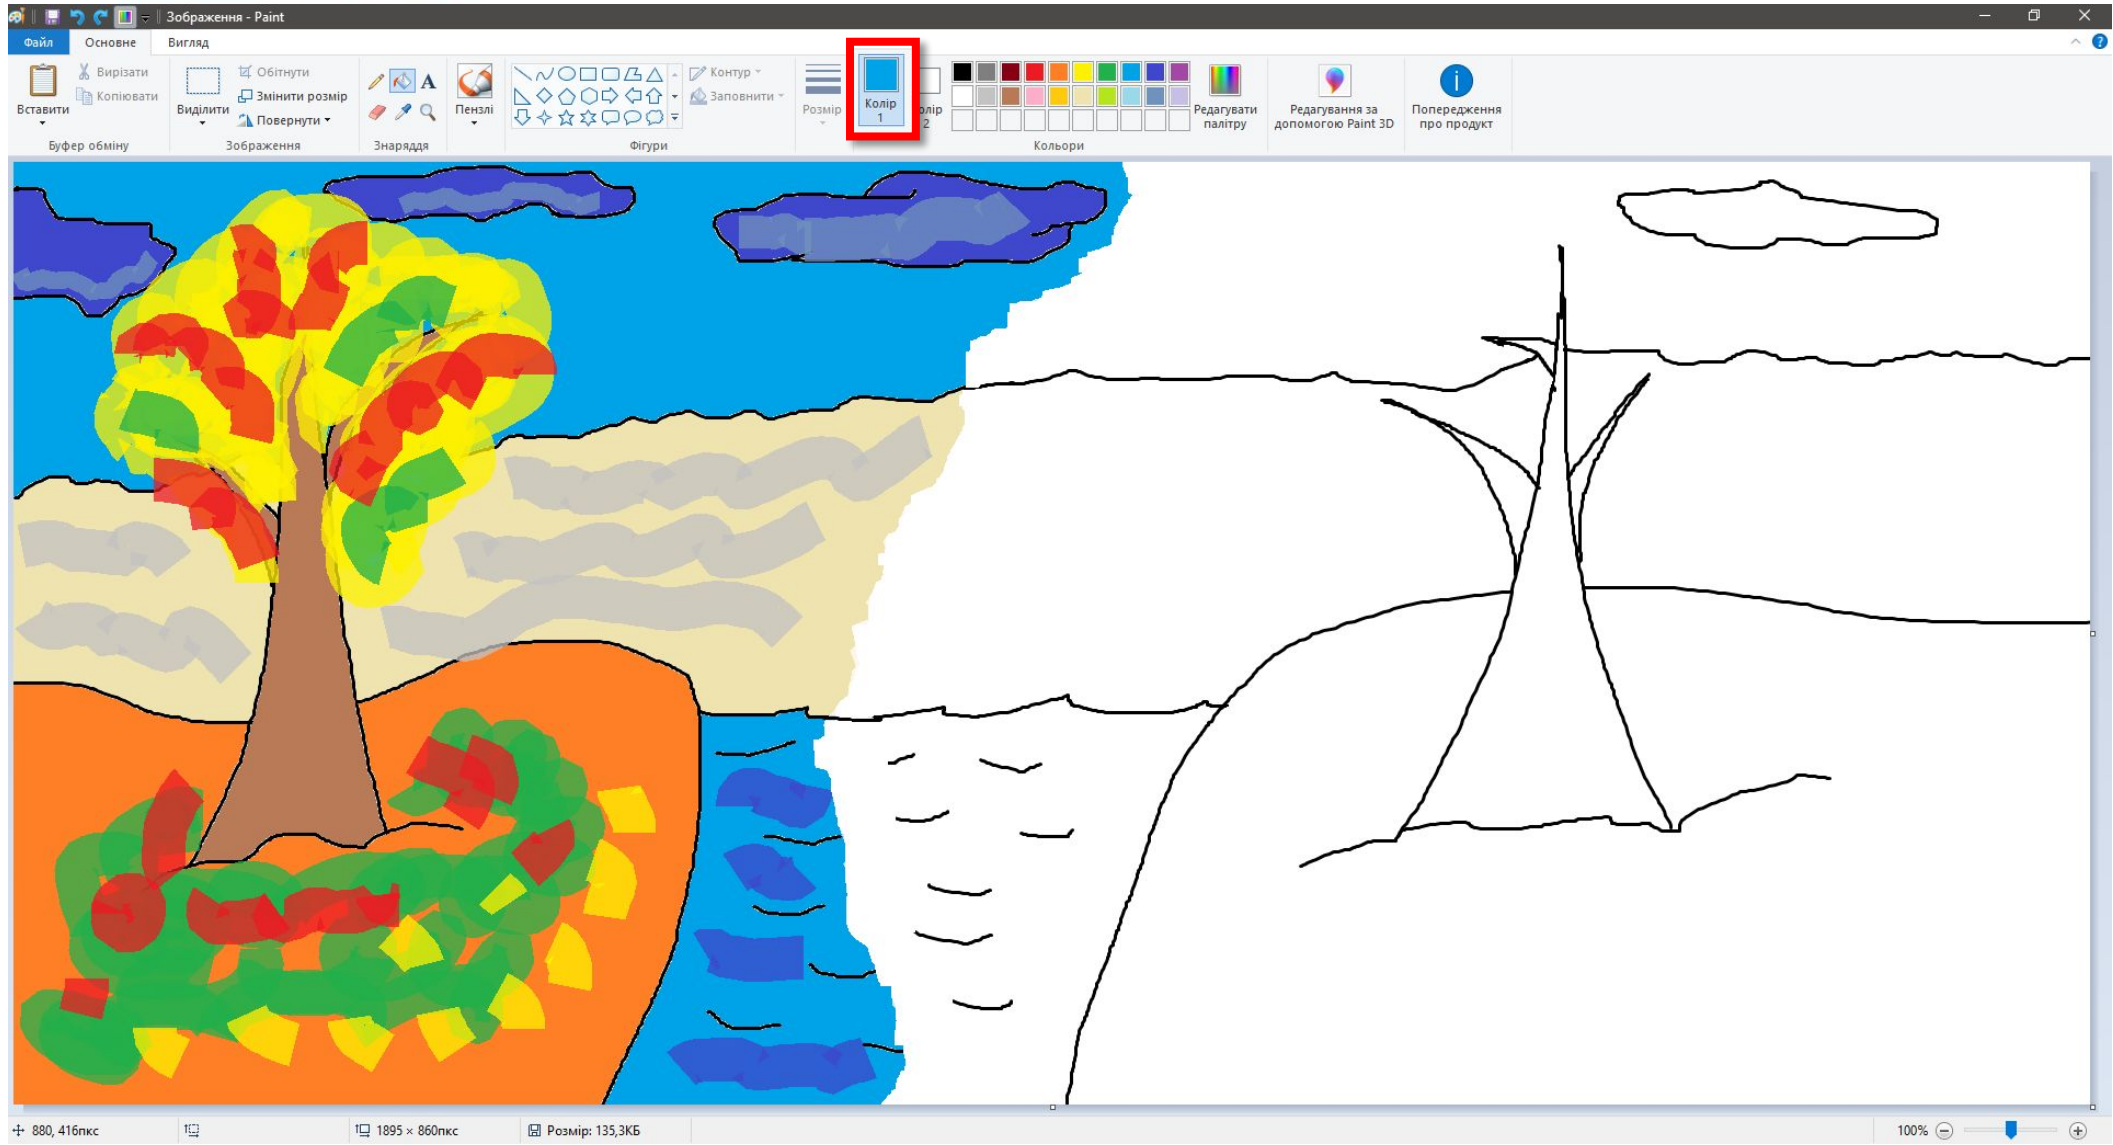 Зображення - Paint
Файл Основне Вигляд
Вставити
Вирізати
Копіювати
Буфер обміну
Виділити
Обітнути
Змінити розмір
Повернути
Зображення
A
Знаряддя
Пензлі
Контур
Заповнити
Фігури
Розмір
Колір
1
олір
2
Редагувати
палітру
Кольори
Редагування за
допомогою Paint 3D
Попередження
про продукт
880, 416пкс
1895 × 860пкс
Розмір: 135,3КБ
100%